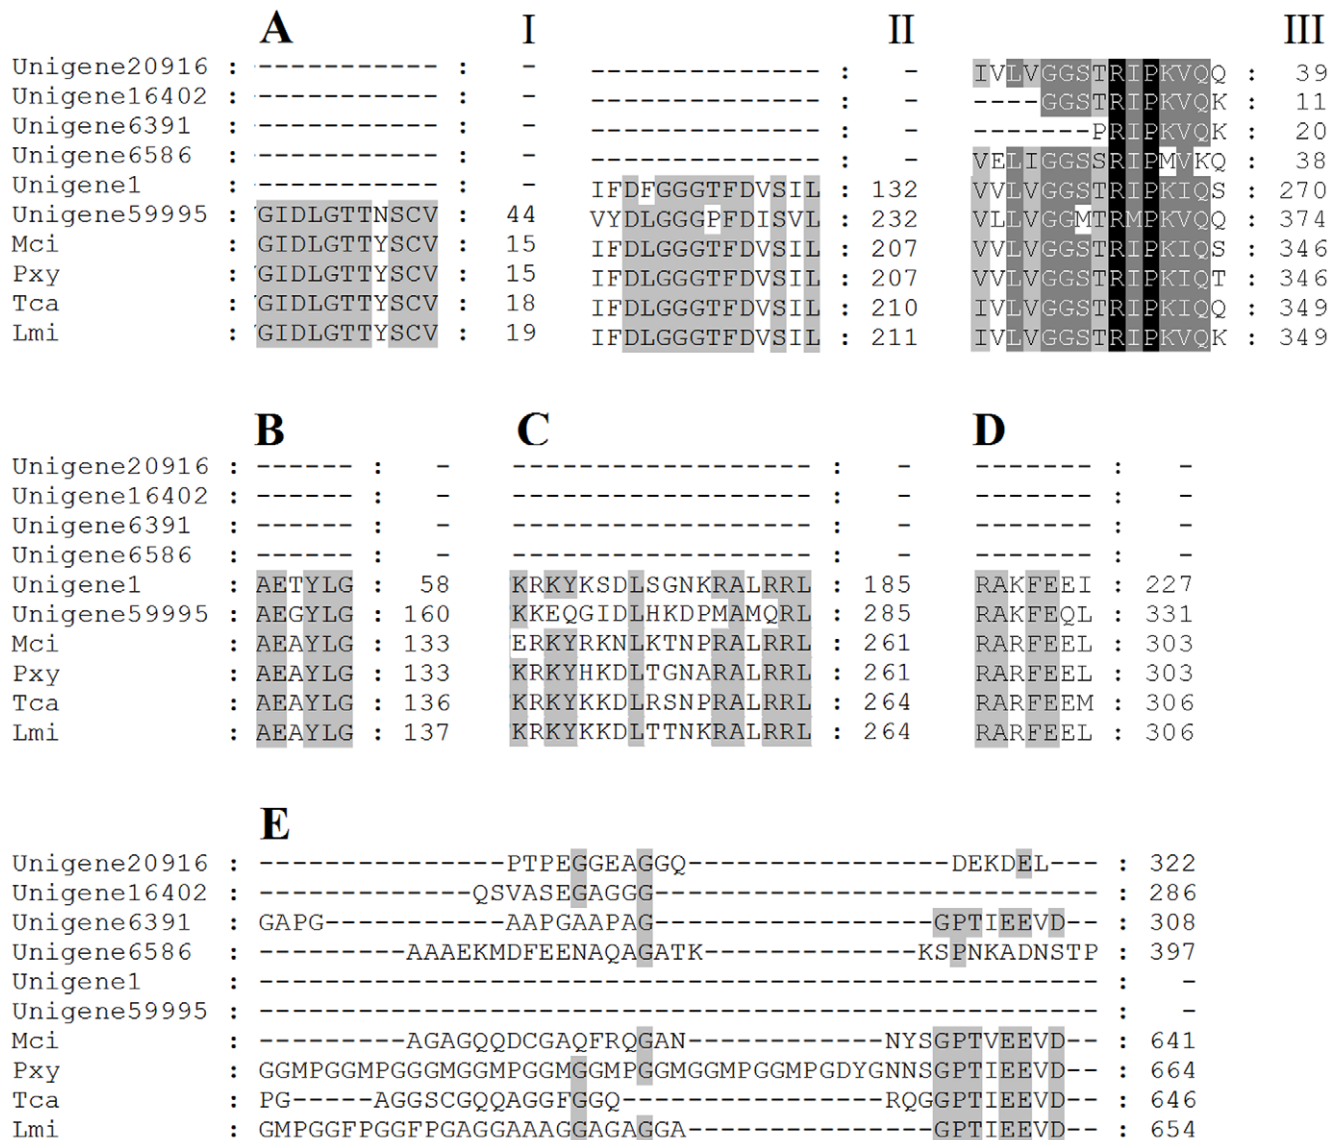 A I II III
Unigene20916 : ----------- : - -------------- : - IVLVGGSTRIPKVQQ : 39
Unigene16402 : ----------- : - -------------- : - ----GGSTRIPKVQK : 11
Unigene6391 : ----------- : - -------------- : - -------PRIPKVQK : 20
Unigene6586 : ----------- : - -------------- : - VELIGGSSRIPMVKQ : 38
Unigene1 : ----------- : - IFDFGGGTFDVSIL : 132 VVLVGGSTRIPKIQS : 270
Unigene59995 : GIDLGTTNSCV : 44 VYDLGGGPFDISVL : 232 VLLVGGMTRMPKVQQ : 374
Mci : GIDLGTTYSCV : 15 IFDLGGGTFDVSIL : 207 VVLVGGSTRIPKIQS : 346
Pxy : GIDLGTTYSCV : 15 IFDLGGGTFDVSIL : 207 VVLVGGSTRIPKIQT : 346
Tca : GIDLGTTYSCV : 18 IFDLGGGTFDVSIL : 210 IVLVGGSTRIPKIQQ : 349
Lmi : GIDLGTTYSCV : 19 IFDLGGGTFDVSIL : 211 IVLVGGSTRIPKVQK : 349
B C D
Unigene20916 : ------ : - ------------------ : - ------- : -
Unigene16402 : ------ : - ------------------ : - ------- : -
Unigene6391 : ------ : - ------------------ : - ------- : -
Unigene6586 : ------ : - ------------------ : - ------- : -
Unigene1 : AETYLG : 58 KRKYKSDLSGNKRALRRL : 185 RAKFEEI : 227
Unigene59995 : AEGYLG : 160 KKEQGIDLHKDPMAMQRL : 285 RAKFEQL : 331
Mci : AEAYLG : 133 ERKYRKNLKTNPRALRRL : 261 RARFEEL : 303
Pxy : AEAYLG : 133 KRKYHKDLTGNARALRRL : 261 RARFEEL : 303
Tca : AEAYLG : 136 KRKYKKDLRSNPRALRRL : 264 RARFEEM : 306
Lmi : AEAYLG : 137 KRKYKKDLTTNKRALRRL : 264 RARFEEL : 306
E
Unigene20916 : ---------------PTPEGGEAGGQ----------------DEKDEL--- : 322
Unigene16402 : -------------QSVASEGAGGG--------------------------- : 286
Unigene6391 : GAPG-----------AAPGAAPAG-----------------GPTIEEVD-- : 308
Unigene6586 : ---------AAAEKMDFEENAQAGATK-------------KSPNKADNSTP : 397
Unigene1 : --------------------------------------------------- : -
Unigene59995 : --------------------------------------------------- : -
Mci : ---------AGAGQQDCGAQFRQGAN------------NYSGPTVEEVD-- : 641
Pxy : GGMPGGMPGGGMGGMPGGMGGMPGGMGGMPGGMPGDYGNNSGPTIEEVD-- : 664
Tca : PG-----AGGSCGQQAGGFGGQ----------------RQGGPTIEEVD-- : 646
Lmi : GMPGGFPGGFPGAGGAAAGGAGAGGA---------------GPTIEEVD-- : 654